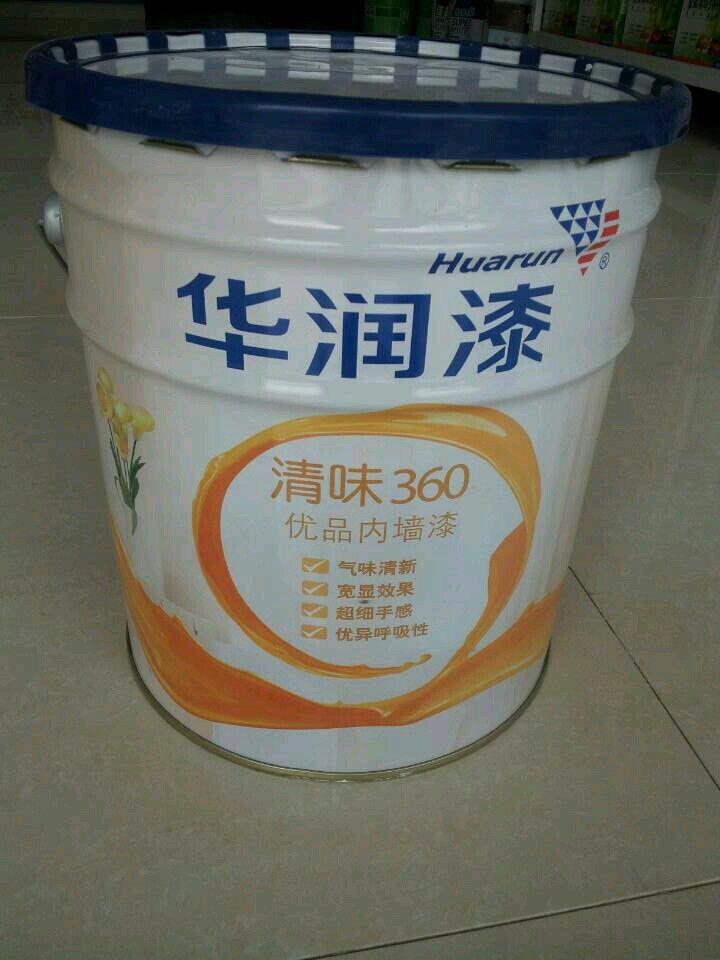 Huarun
®
华润漆
清味360
优品内墙漆
气味清新
宽显效果
超细手感
优异呼吸性